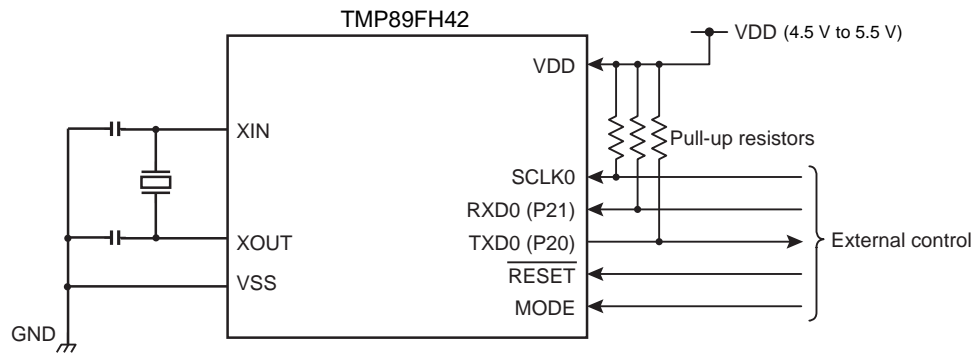 TMP89FH42
VDD (4.5 V to 5.5 V)
VDD
XIN
Pull-up resistors
SCLK0
RXD0 (P21)
TXD0 (P20)
External control
XOUT
RESET
VSS
MODE
GND